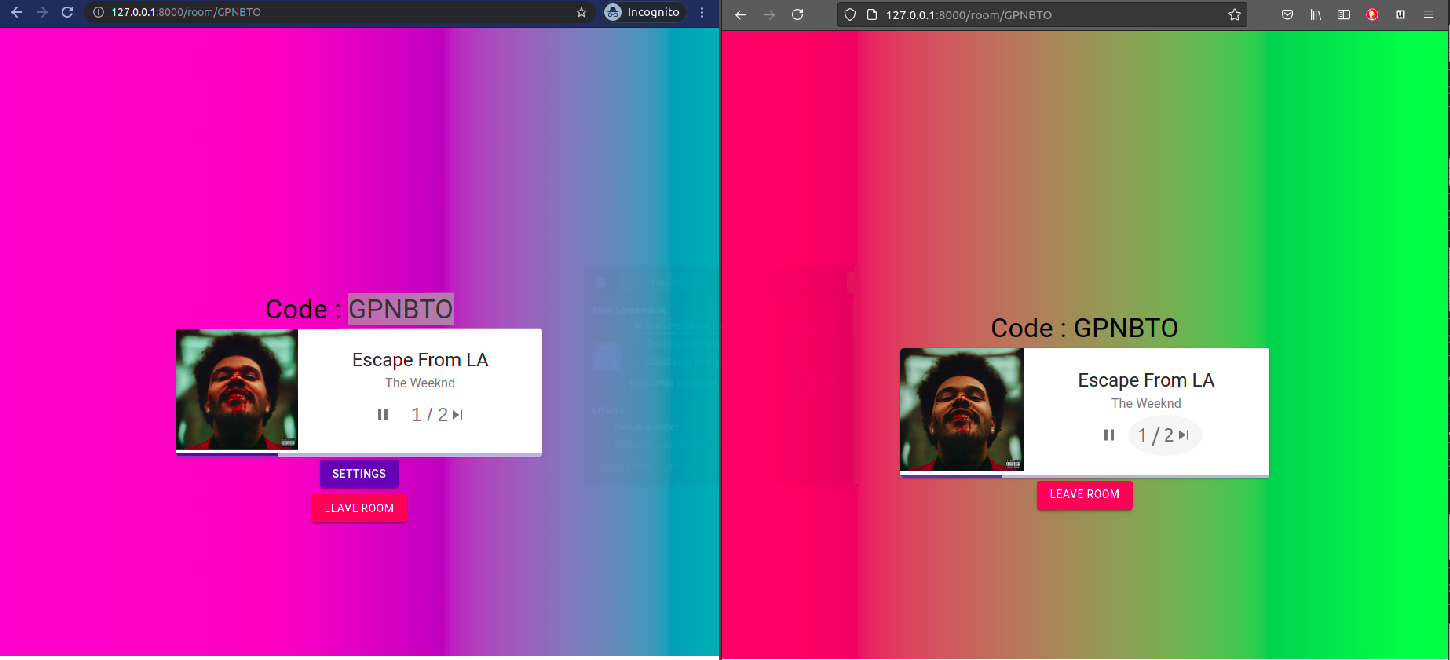 127.0.0.1:8000/room/GPNBTO
Incognito
Code : GPNBTO
Escape From LA
The Weeknd
1 / 2
SETTINGS
LEAVE ROOM
127.0.0.1:8000/room/GPNBTO
Code : GPNBTO
Escape From LA
The Weeknd
1 / 2
LEAVE ROOM